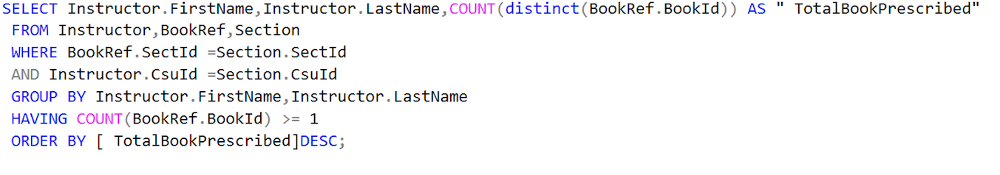 SELECT Instructor.FirstName,Instructor.LastName,COUNT(distinct(BookRef.BookId)) AS " TotalBookPrescribed"
FROM Instructor,BookRef,Section
WHERE BookRef.SectId =Section.SectId
AND Instructor.CsuId =Section.CsuId
GROUP BY Instructor.FirstName,Instructor.LastName
HAVING COUNT(BookRef.BookId) >= 1
ORDER BY [ TotalBookPrescribed]DESC;